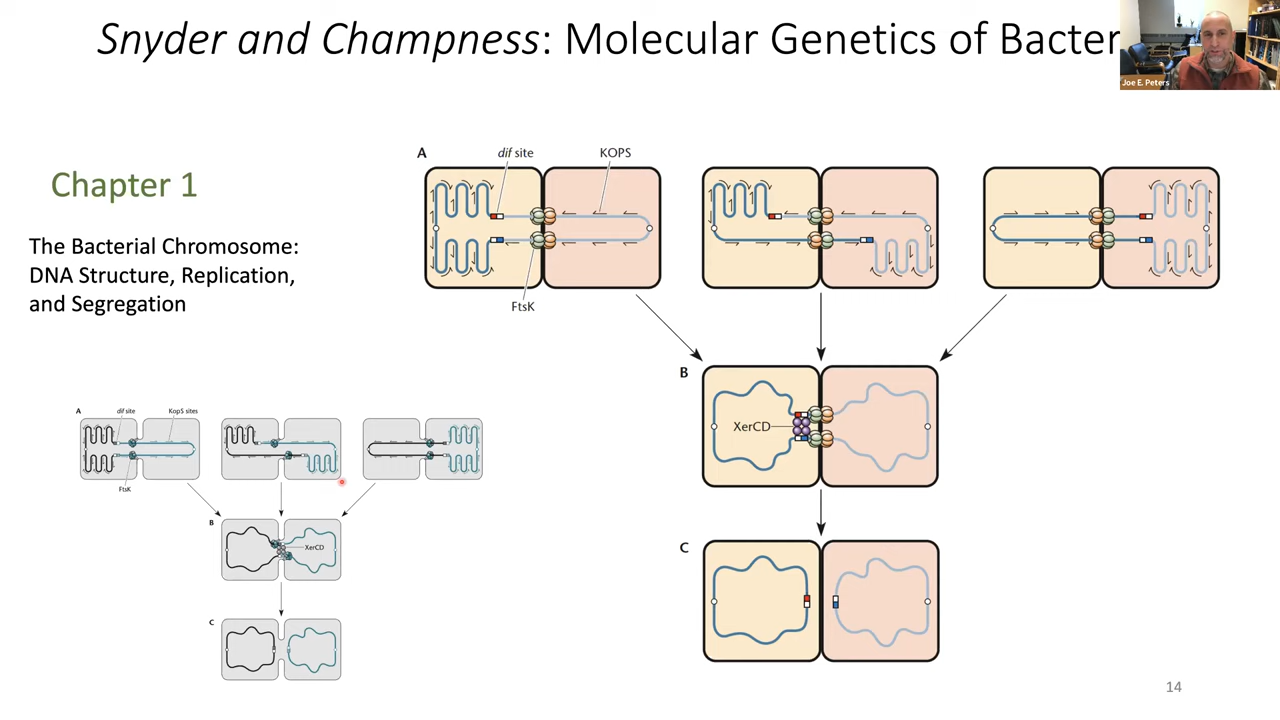 Snyder and Champness: Molecular Genetics of Bacter
Joe E. Peters
Chapter 1
The Bacterial Chromosome:
DNA Structure, Replication,
and Segregation
A
dif site
KOPS
FtsK
B
XerCD
C
A
dif site
KopS sites
FtsK
B
XerCD
C
14